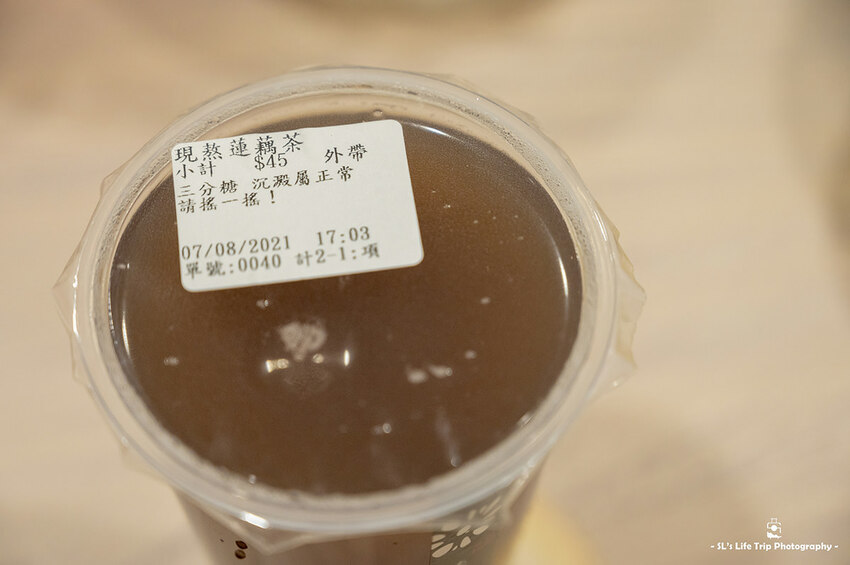 現熬蓮藕茶
小計 $45 外帶
三分糖 沉澱屬正常
請搖一搖！
07/08/2021 17:03
單號:0040 計2-1:項
- SL's Life Trip Photography -